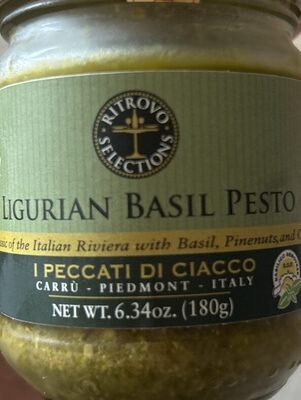 RITROVO
SELECTIONS
LIGURIAN BASIL PESTO
of the Italian Riviera with Basil, Pinenuts, and
I PECCATI DI CIACCO
CARRÙ - PIEDMONT - ITALY
NET WT. 6.34oz. (180g)